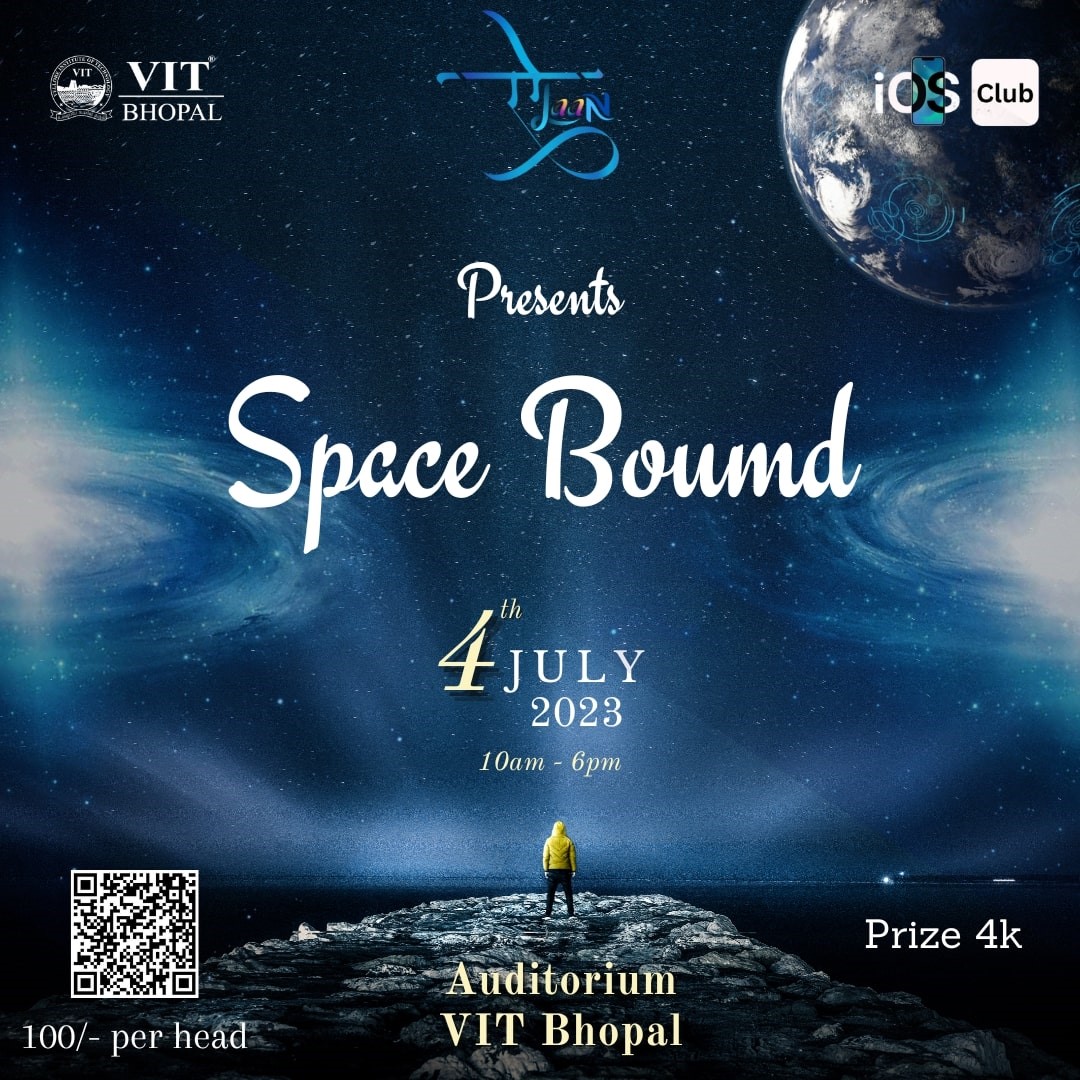 VIT®
BHOPAL
VIT
iOS Club
Presents
Space Boumd
4th JULY
2023
10am - 6pm
Prize 4k
Auditorium
VIT Bhopal
100/- per head